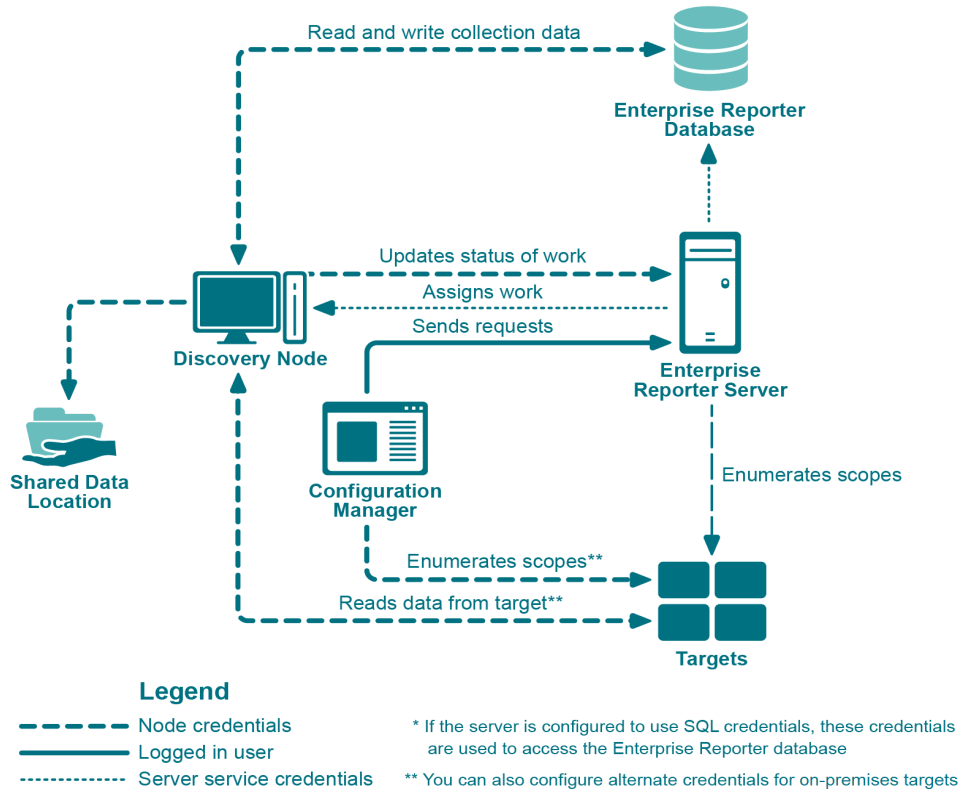 Read and write collection data
Enterprise Reporter
Database
Updates status of work
Assigns work
Sends requests
Discovery Node
Enterprise
Reporter Server
Shared Data
Location
Configuration
Manager
Enumerates scopes
Enumerates scopes**
Reads data from target**
Targets
Legend
Node credentials
Logged in user
Server service credentials
* If the server is configured to use SQL credentials, these credentials
are used to access the Enterprise Reporter database
** You can also configure alternate credentials for on-premises targets